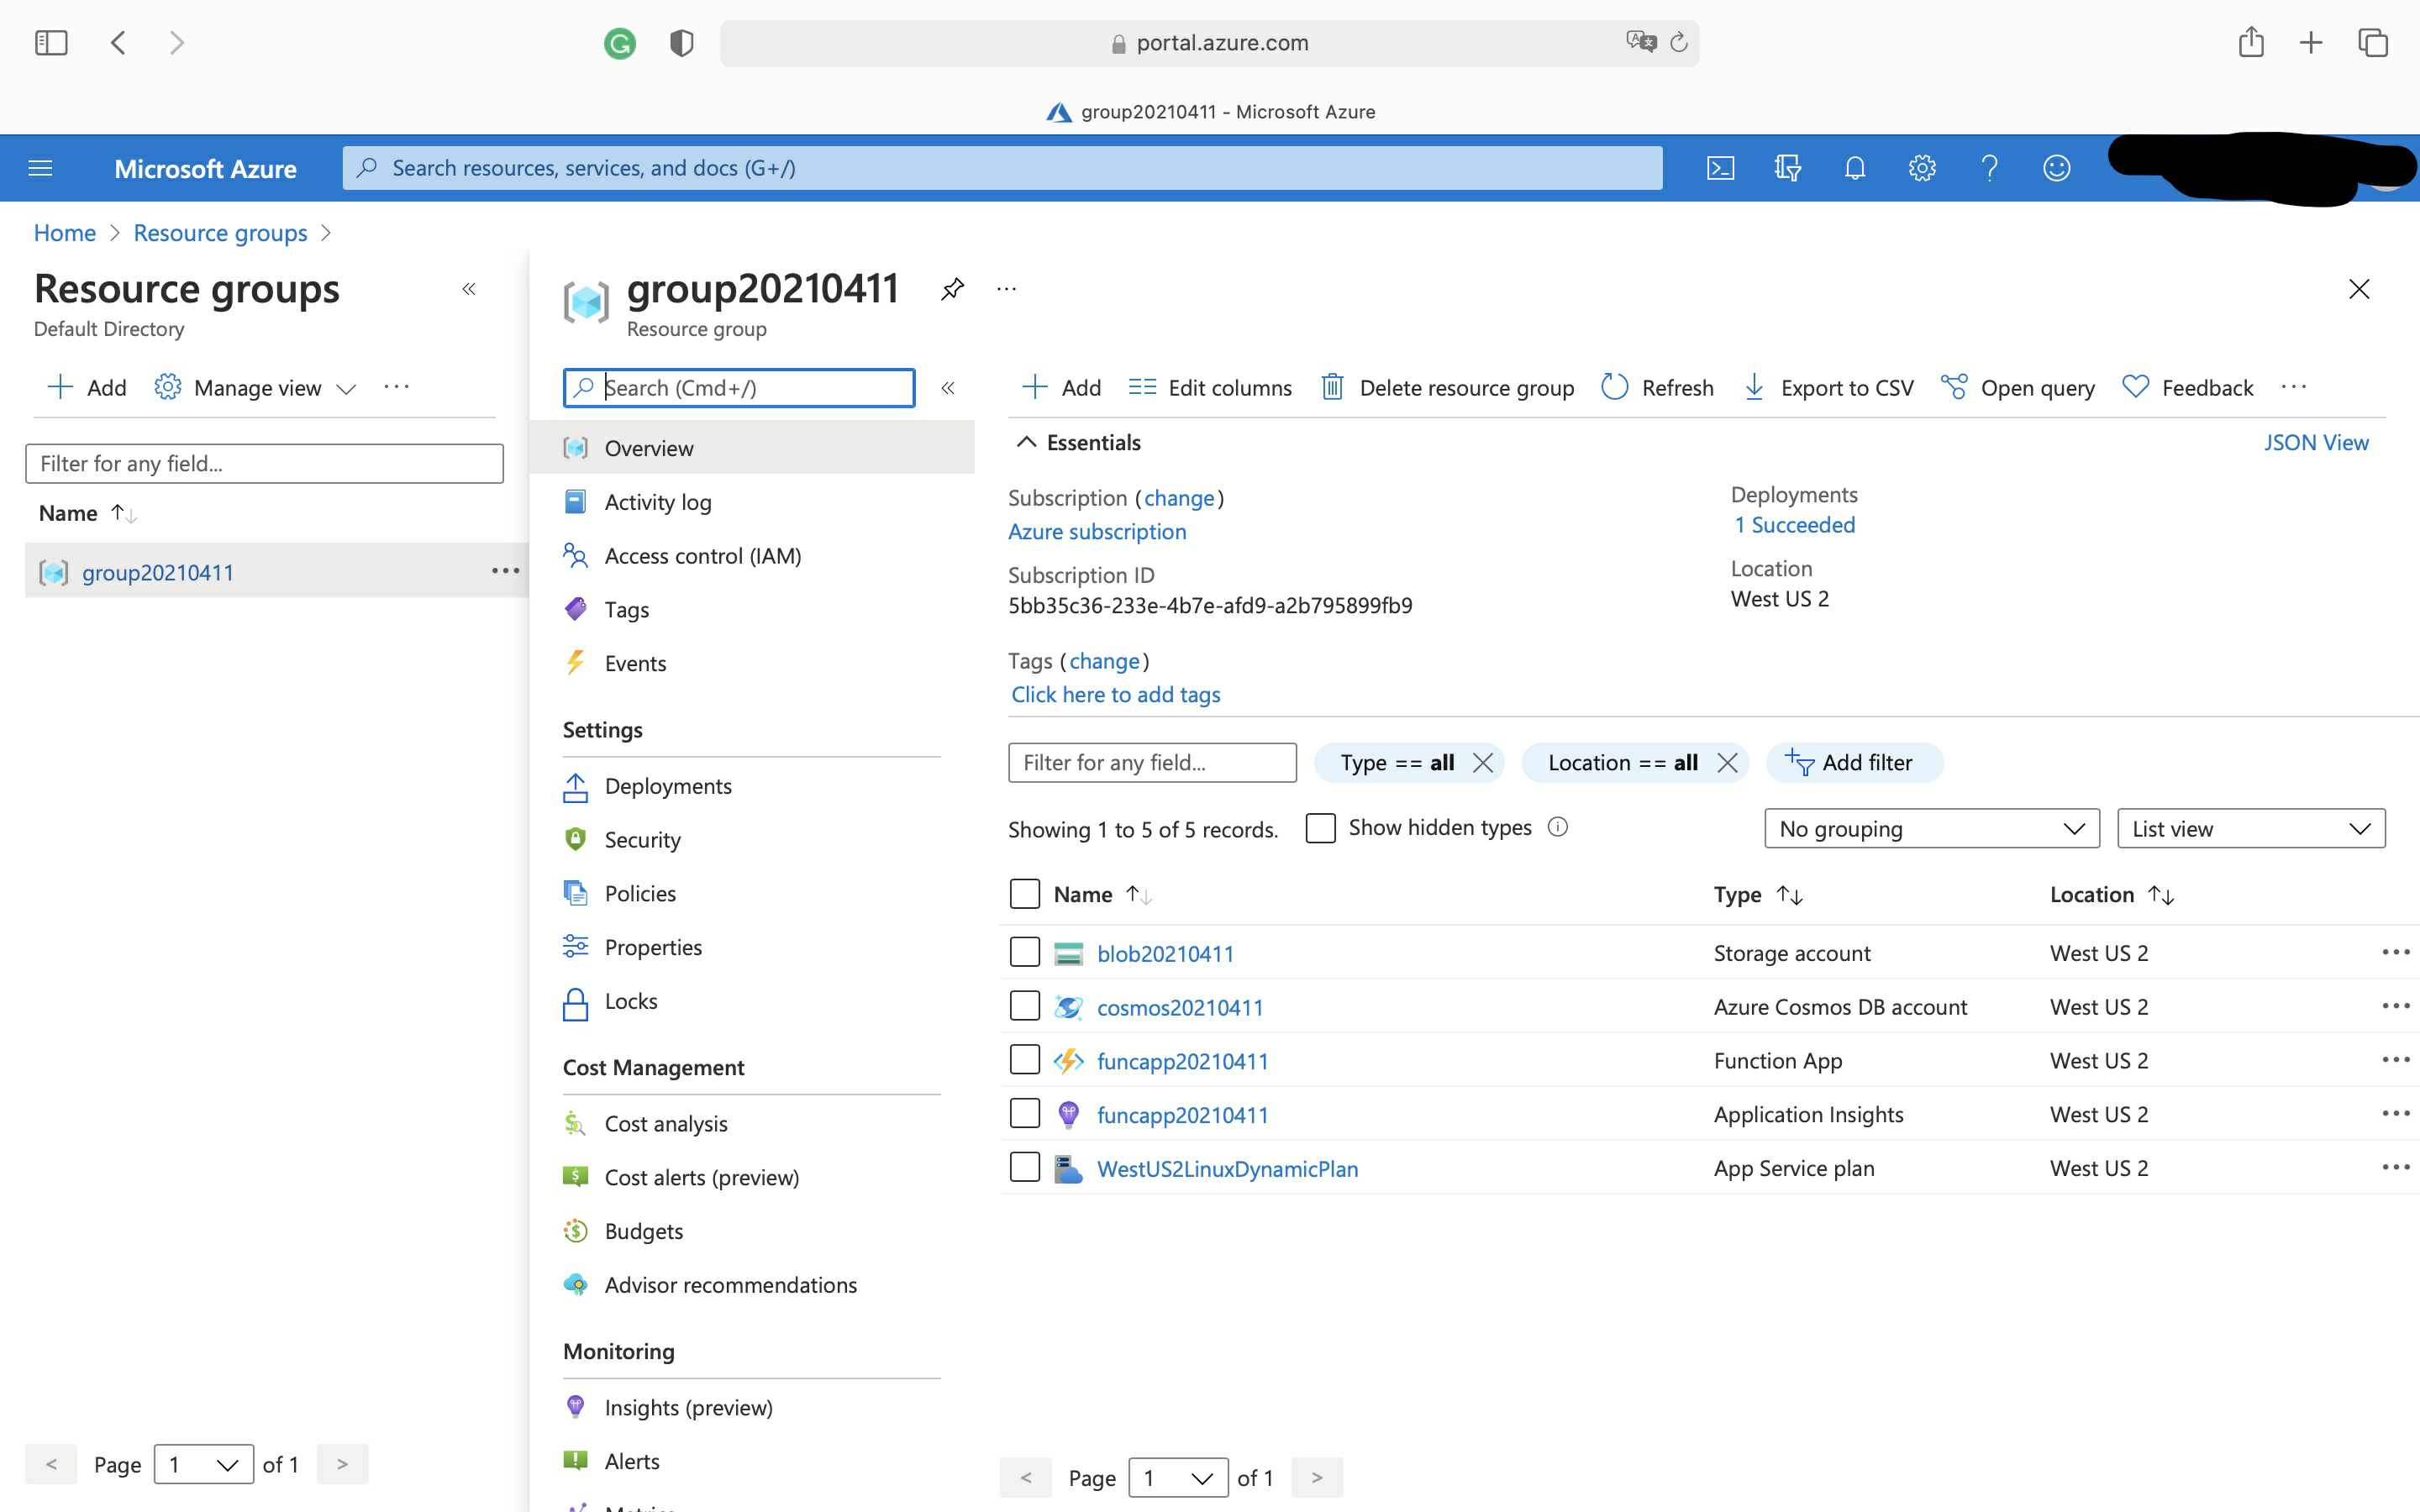 portal.azure.com
group20210411 - Microsoft Azure
Microsoft Azure
Search resources, services, and docs (G+/)
Home > Resource groups >
Resource groups
Default Directory
Add
Manage view
Filter for any field...
Name
group20210411
Page 1 of 1
group20210411
Resource group
Search (Cmd+/)
Overview
Activity log
Access control (IAM)
Tags
Events
Settings
Deployments
Security
Policies
Properties
Locks
Cost Management
Cost analysis
Cost alerts (preview)
Budgets
Advisor recommendations
Monitoring
Insights (preview)
Alerts
Add
Edit columns
Delete resource group
Refresh
Export to CSV
Open query
Feedback
Essentials
JSON View
Subscription (change)
Azure subscription
Subscription ID
5bb35c36-233e-4b7e-afd9-a2b795899fb9
Tags (change)
Click here to add tags
Deployments
1 Succeeded
Location
West US 2
Filter for any field...
Type == all
Location == all
Add filter
Showing 1 to 5 of 5 records.
Show hidden types
No grouping
List view
Name Type Location
blob20210411 Storage account West US 2
cosmos20210411 Azure Cosmos DB account West US 2
funcapp20210411 Function App West US 2
funcapp20210411 Application Insights West US 2
WestUS2LinuxDynamicPlan App Service plan West US 2
Page 1 of 1